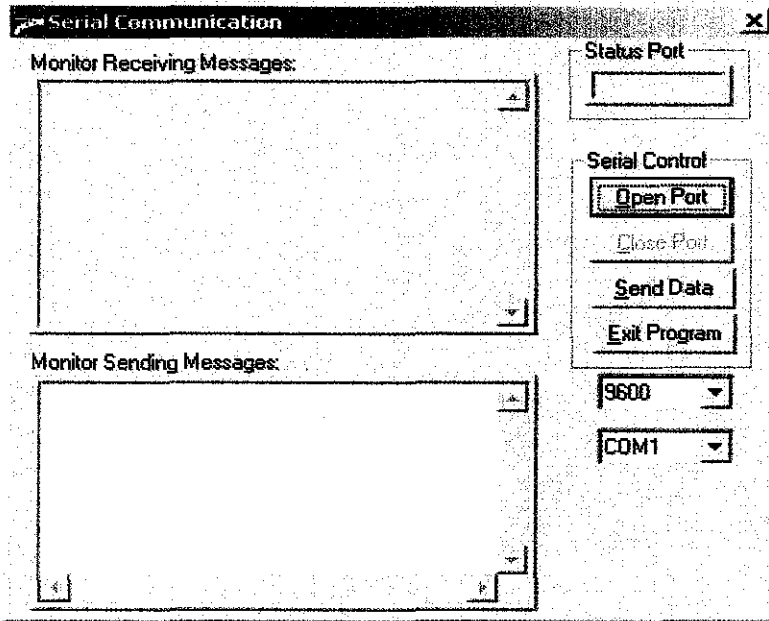 Serial Communication
Monitor Receiving Messages:
Status Port
Serial Control
Open Port
Close Port
Send Data
Exit Program
Monitor Sending Messages:
9600
COM1